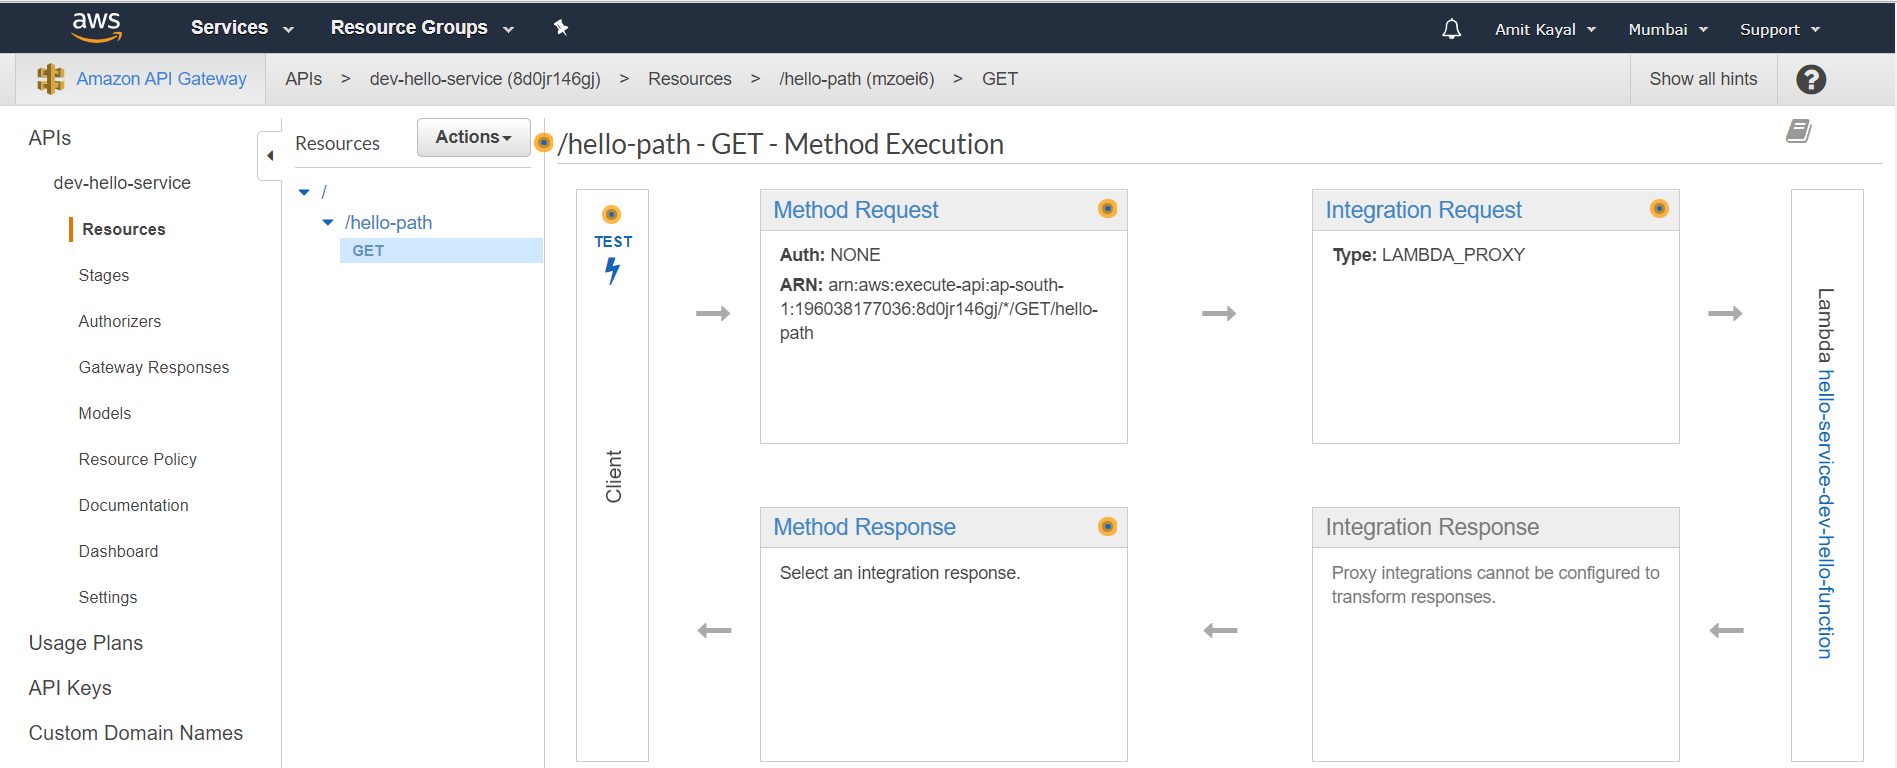 aws
Services
Resource Groups
Amit Kayal
Mumbai
Support
Amazon API Gateway
APIs > dev-hello-service (8d0jr146gj) > Resources > /hello-path (mzoei6) > GET
Show all hints
?
APIs
dev-hello-service
Resources
Stages
Authorizers
Gateway Responses
Models
Resource Policy
Documentation
Dashboard
Settings
Usage Plans
API Keys
Custom Domain Names
Resources
Actions
/
/hello-path
GET
/hello-path - GET - Method Execution
TEST
Client
Method Request
Auth: NONE
ARN: arn:aws:execute-api:ap-south-
1:196038177036:8d0jr146gj/*/GET/hello-
path
Integration Request
Type: LAMBDA_PROXY
Lambda hello-service-dev-hello-function
Method Response
Select an integration response.
Integration Response
Proxy integrations cannot be configured to
transform responses.